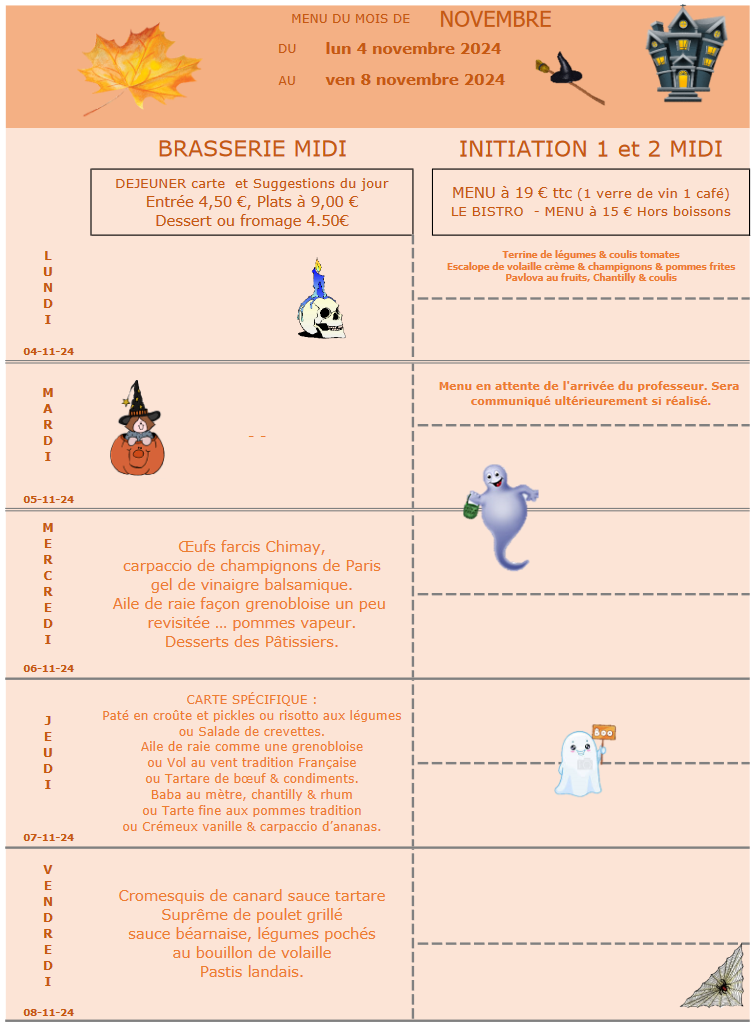 MENU DU MOIS DE NOVEMBRE
DU lun 4 novembre 2024
AU ven 8 novembre 2024
BRASSERIE MIDI
INITIATION 1 et 2 MIDI
DEJEUNER carte et Suggestions du jour
Entrée 4,50 €, Plats à 9,00 €
Dessert ou fromage 4.50€
MENU à 19 € ttc (1 verre de vin 1 café)
LE BISTRO - MENU à 15 € Hors boissons
LUNDI
04-11-24
Terrine de légumes & coulis tomates
Escalope de volaille crème & champignons & pommes frites
Pavlova au fruits, Chantilly & coulis
MARDI
05-11-24
- -
Menu en attente de l'arrivée du professeur. Sera
communiqué ultérieurement si réalisé.
MERCREDI
06-11-24
Œufs farcis Chimay,
carpaccio de champignons de Paris
gel de vinaigre balsamique.
Aile de raie façon grenobloise un peu
revisitée ... pommes vapeur.
Desserts des Pâtissiers.
JEUDI
07-11-24
CARTE SPÉCIFIQUE :
Paté en croûte et pickles ou risotto aux légumes
ou Salade de crevettes.
Aile de raie comme une grenobloise
ou Vol au vent tradition Française
ou Tartare de bœuf & condiments.
Baba au mètre, chantilly & rhum
ou Tarte fine aux pommes tradition
ou Crémeux vanille & carpaccio d’ananas.
BOO
VENDREDI
08-11-24
Cromesquis de canard sauce tartare
Suprême de poulet grillé
sauce béarnaise, légumes pochés
au bouillon de volaille
Pastis landais.